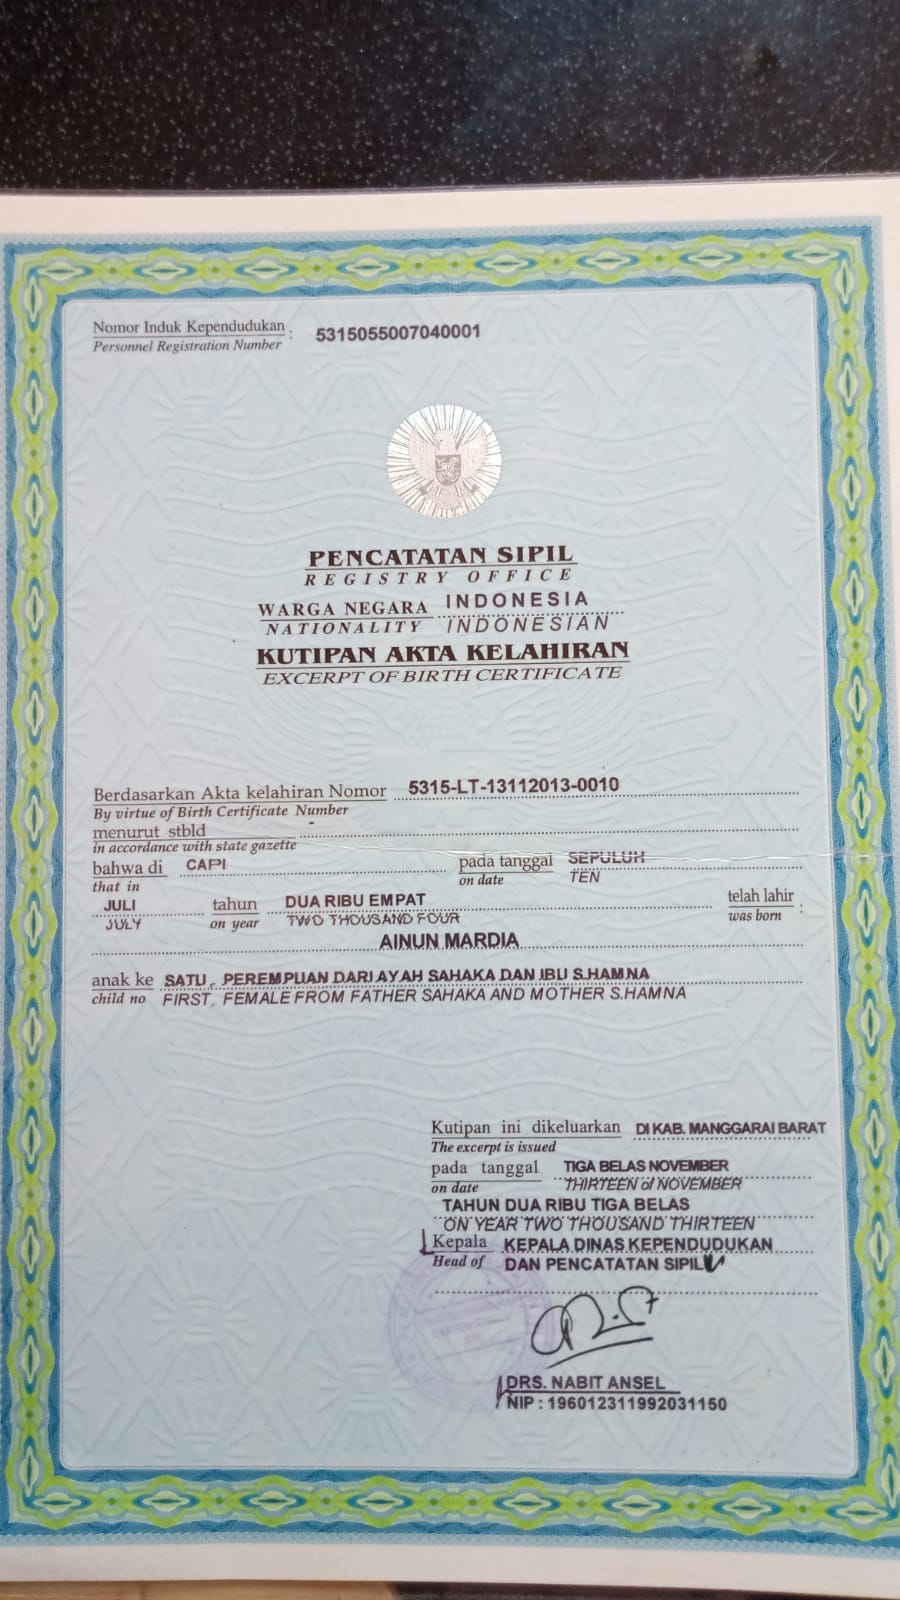 Nomor Induk Kependudukan : 5315055007040001
Personnel Registration Number
PENCATATAN SIPIL
REGISTRY OFFICE
WARGA NEGARA INDONESIA
NATIONALITY INDONESIAN
KUTIPAN AKTA KELAHIRAN
EXCERPT OF BIRTH CERTIFICATE
Berdasarkan Akta kelahiran Nomor 5315-LT-13112013-0010
By virtue of Birth Certificate Number
menurut stbld
in accordance with state gazette
bahwa di CAPI pada tanggal SEPULUH
that in on date TEN
JULI tahun DUA RIBU EMPAT telah lahir :
JULY on year TWO THOUSAND FOUR was born
AINUN MARDIA
anak ke SATU, PEREMPUAN DARI AYAH SAHAKA DAN IBU S.HAMNA
child no FIRST, FEMALE FROM FATHER SAHAKA AND MOTHER S.HAMNA
Kutipan ini dikeluarkan DI KAB. MANGGARAI BARAT
The excerpt is issued
pada tanggal TIGA BELAS NOVEMBER
on date THIRTEEN of NOVEMBER
TAHUN DUA RIBU TIGA BELAS
ON YEAR TWO THOUSAND THIRTEEN
Kepala KEPALA DINAS KEPENDUDUKAN
Head of DAN PENCATATAN SIPIL
DRS. NABIT ANSEL
NIP : 196012311992031150